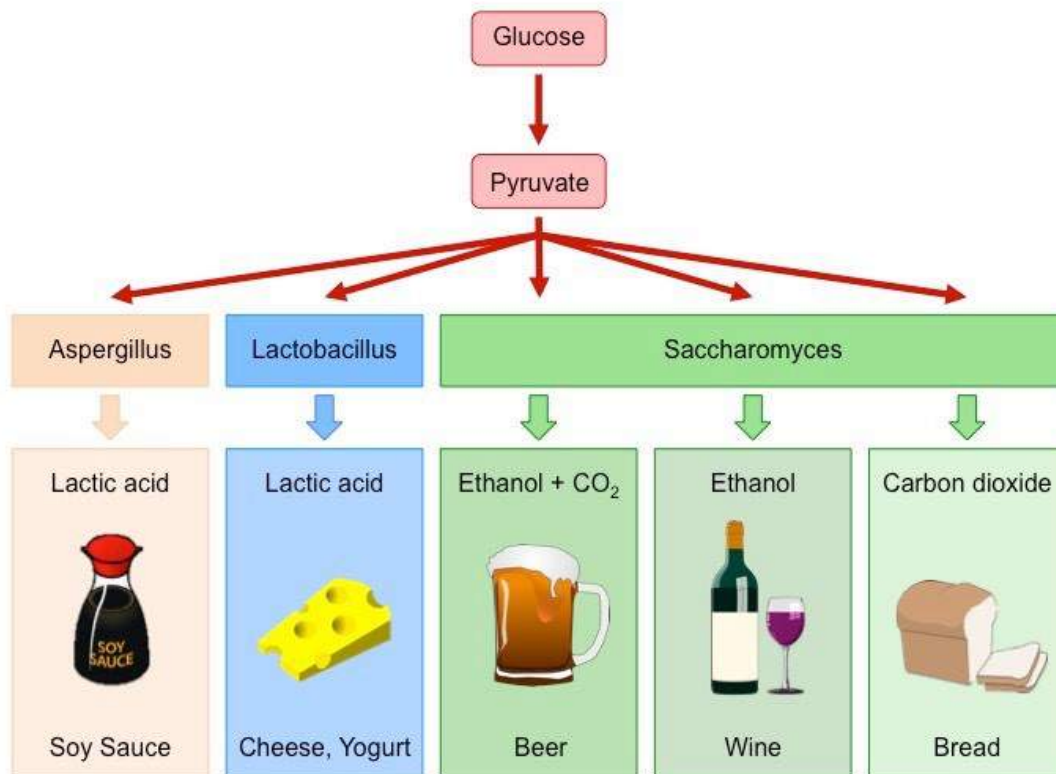 Glucose
Pyruvate
Aspergillus
Lactobacillus
Saccharomyces
Lactic acid
Lactic acid
Ethanol + CO₂
Ethanol
Carbon dioxide
SOY
SAUCE
Soy Sauce
Cheese, Yogurt
Beer
Wine
Bread